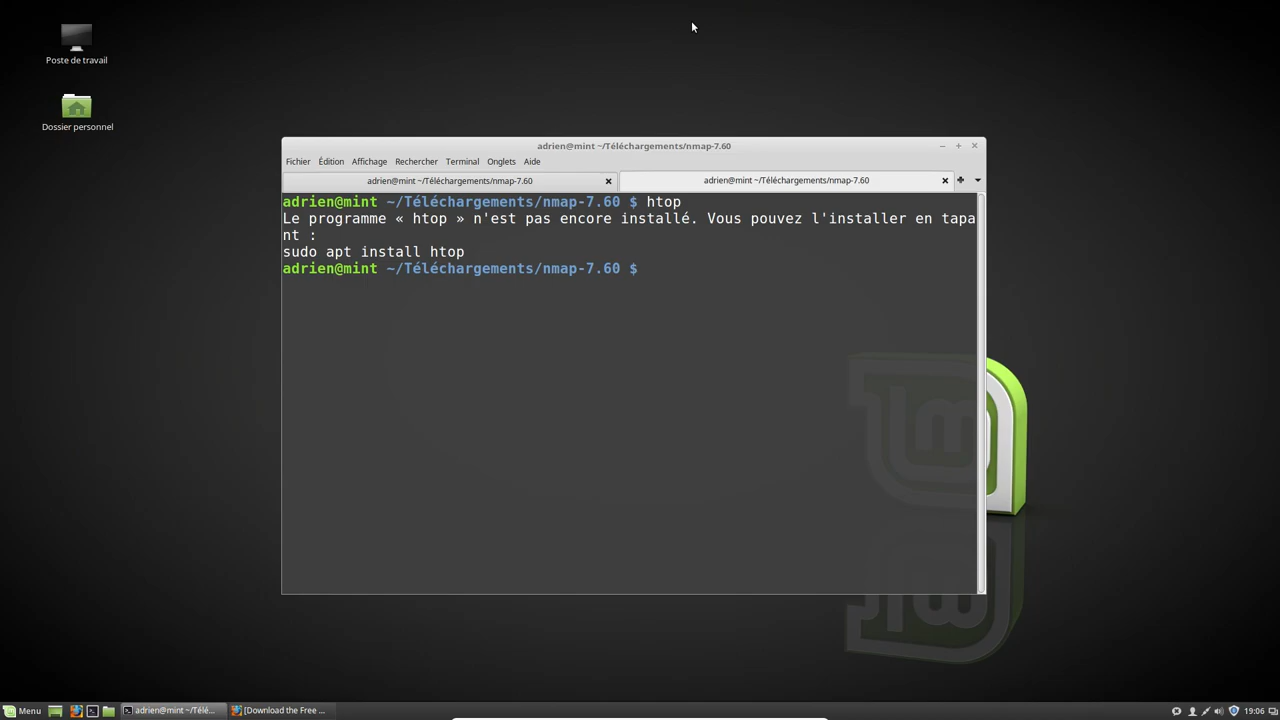 Poste de travail
Dossier personnel
adrien@mint ~/Téléchargements/nmap-7.60
Fichier Édition Affichage Rechercher Terminal Onglets Aide
adrien@mint ~/Téléchargements/nmap-7.60 adrien@mint ~/Téléchargements/nmap-7.60
adrien@mint ~/Téléchargements/nmap-7.60 $ htop
Le programme « htop » n'est pas encore installé. Vous pouvez l'installer en tapa
nt :
sudo apt install htop
adrien@mint ~/Téléchargements/nmap-7.60 $
Menu adrien@mint ~/Télé... [Download the Free ... 19:06